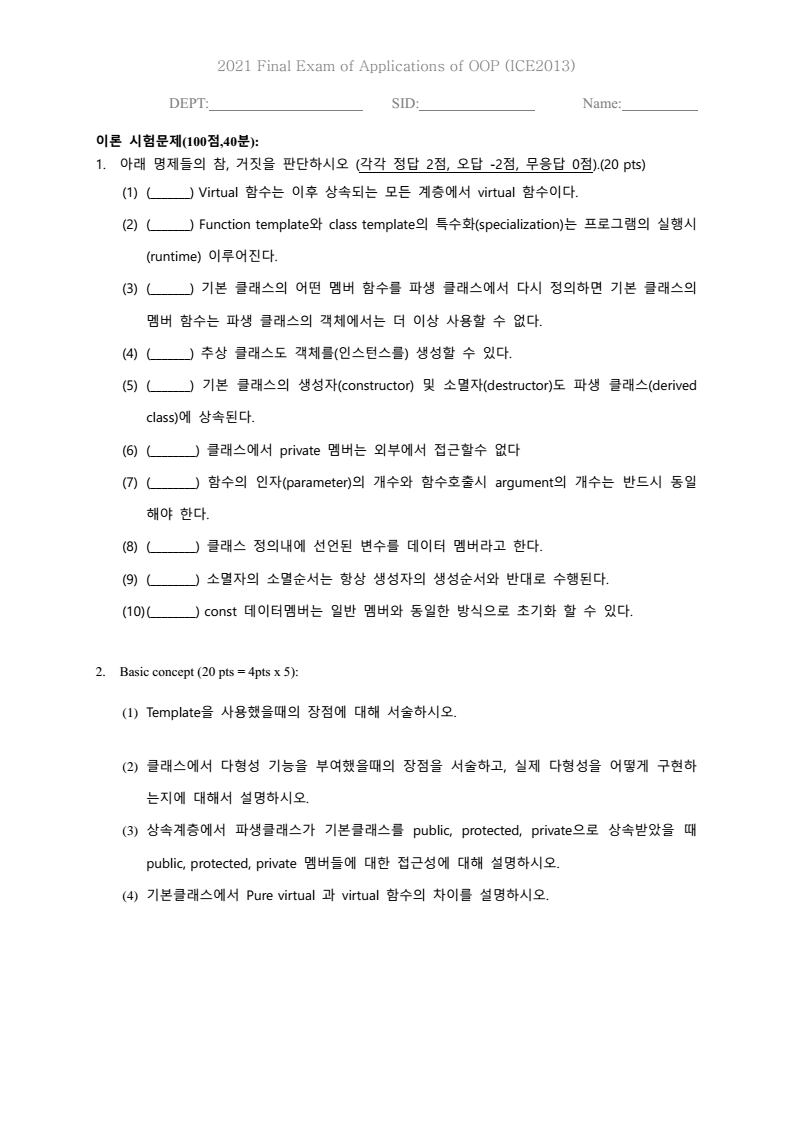 2021 Final Exam of Applications of OOP (ICE2013)
DEPT:______________________ SID:________________ Name:__________
이론 시험문제(100점,40분):
1. 아래 명제들의 참, 거짓을 판단하시오 (각각 정답 2점, 오답 -2점, 무응답 0점).(20 pts)
(1) (______) Virtual 함수는 이후 상속되는 모든 계층에서 virtual 함수이다.
(2) (______) Function template와 class template의 특수화(specialization)는 프로그램의 실행시
(runtime) 이루어진다.
(3) (______) 기본 클래스의 어떤 멤버 함수를 파생 클래스에서 다시 정의하면 기본 클래스의
멤버 함수는 파생 클래스의 객체에서는 더 이상 사용할 수 없다.
(4) (______) 추상 클래스도 객체를(인스턴스를) 생성할 수 있다.
(5) (______) 기본 클래스의 생성자(constructor) 및 소멸자(destructor)도 파생 클래스(derived
class)에 상속된다.
(6) (_______) 클래스에서 private 멤버는 외부에서 접근할수 없다
(7) (_______) 함수의 인자(parameter)의 개수와 함수호출시 argument의 개수는 반드시 동일
해야 한다.
(8) (_______) 클래스 정의내에 선언된 변수를 데이터 멤버라고 한다.
(9) (_______) 소멸자의 소멸순서는 항상 생성자의 생성순서와 반대로 수행된다.
(10)(_______) const 데이터멤버는 일반 멤버와 동일한 방식으로 초기화 할 수 있다.
2. Basic concept (20 pts = 4pts x 5):
(1) Template을 사용했을때의 장점에 대해 서술하시오.
(2) 클래스에서 다형성 기능을 부여했을때의 장점을 서술하고, 실제 다형성을 어떻게 구현하
는지에 대해서 설명하시오.
(3) 상속계층에서 파생클래스가 기본클래스를 public, protected, private으로 상속받았을 때
public, protected, private 멤버들에 대한 접근성에 대해 설명하시오.
(4) 기본클래스에서 Pure virtual 과 virtual 함수의 차이를 설명하시오.